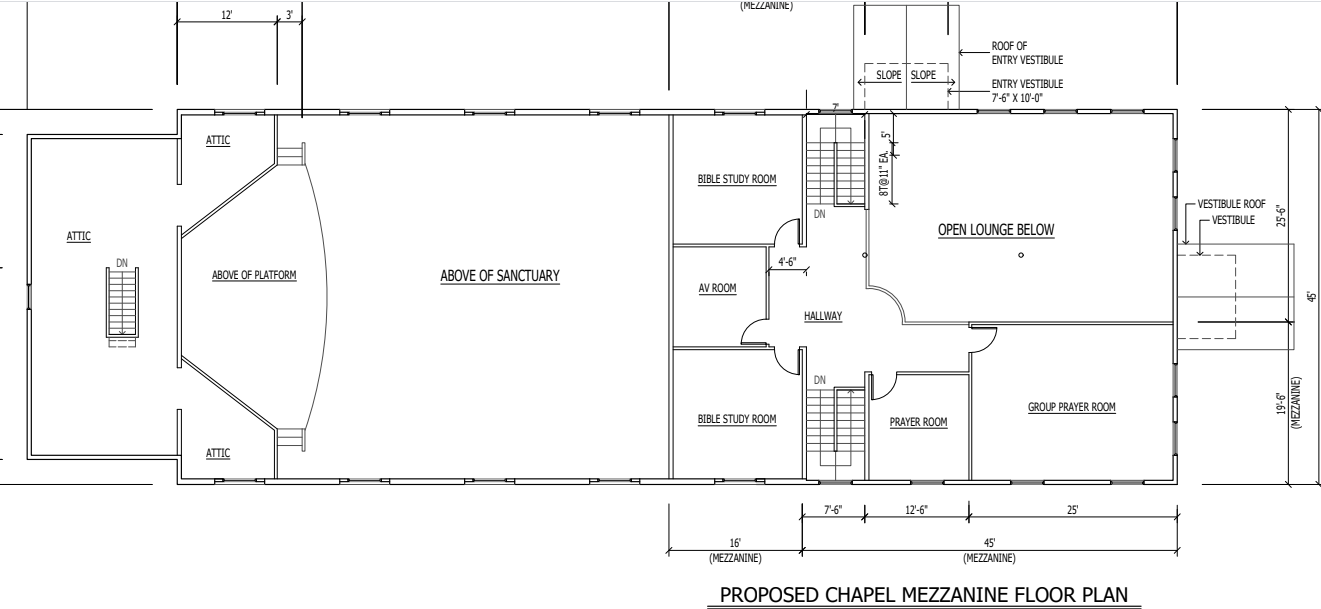 (MEZZANINE)
12'
3'
ROOF OF
ENTRY VESTIBULE
SLOPE
SLOPE
ENTRY VESTIBULE
7'-6" X 10'-0"
7'
ATTIC
5'
8T@11" EA.
BIBLE STUDY ROOM
DN
VESTIBULE ROOF
VESTIBULE
25'-6"
OPEN LOUNGE BELOW
ATTIC
DN
4'-6"
ABOVE OF PLATFORM
ABOVE OF SANCTUARY
AV ROOM
45'
HALLWAY
DN
19'-6"
(MEZZANINE)
GROUP PRAYER ROOM
BIBLE STUDY ROOM
PRAYER ROOM
ATTIC
7'-6"
12'-6"
25'
16'
(MEZZANINE)
45'
(MEZZANINE)
PROPOSED CHAPEL MEZZANINE FLOOR PLAN